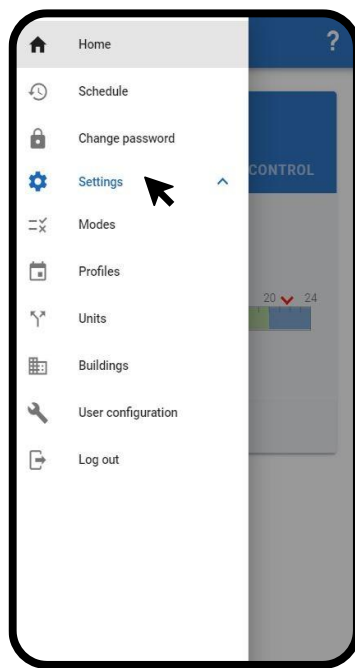 Home
?
Schedule
Change password
CONTROL
Settings
Modes
Profiles
20 24
Units
Buildings
User configuration
Log out